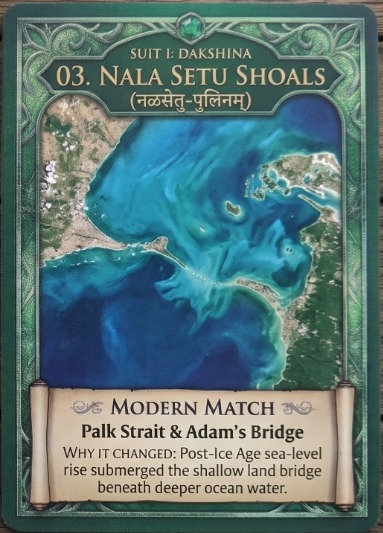 SUIT I: DAKSHINA
03. NALA SETU SHOALS
(नळसेतु-पुलिनम्)
MODERN MATCH
Palk Strait & Adam's Bridge
WHY IT CHANGED: Post-Ice Age sea-level
rise submerged the shallow land bridge
beneath deeper ocean water.